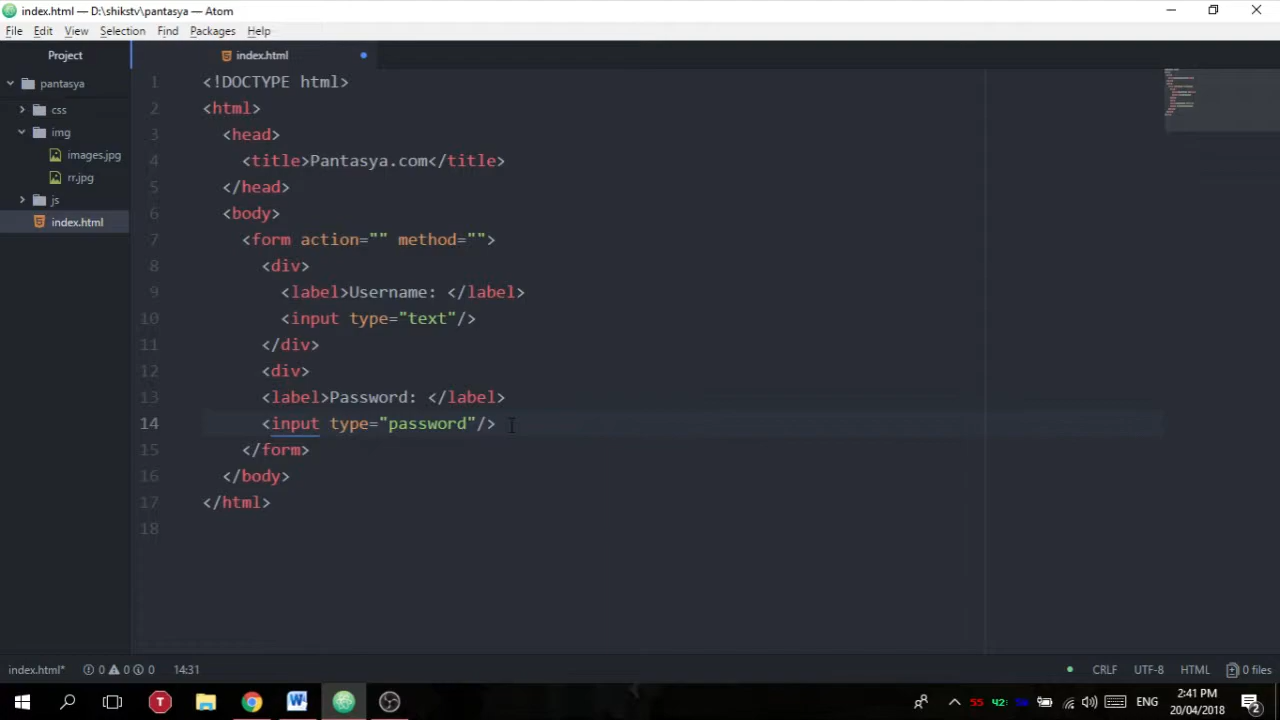 index.html — D:\shikstv\pantasya — Atom
File Edit View Selection Find Packages Help
Project
index.html
pantasya
css
img
images.jpg
rr.jpg
js
index.html
1 <!DOCTYPE html>
2 <html>
3 <head>
4 <title>Pantasya.com</title>
5 </head>
6 <body>
7 <form action="" method="">
8 <div>
9 <label>Username: </label>
10 <input type="text"/>
11 </div>
12 <div>
13 <label>Password: </label>
14 <input type="password"/>
15 </form>
16 </body>
17 </html>
18
index.html* 0 0 0 14:31 CRLF UTF-8 HTML 0 files
T W 55 42 ENG 2:41 PM
20/04/2018 2